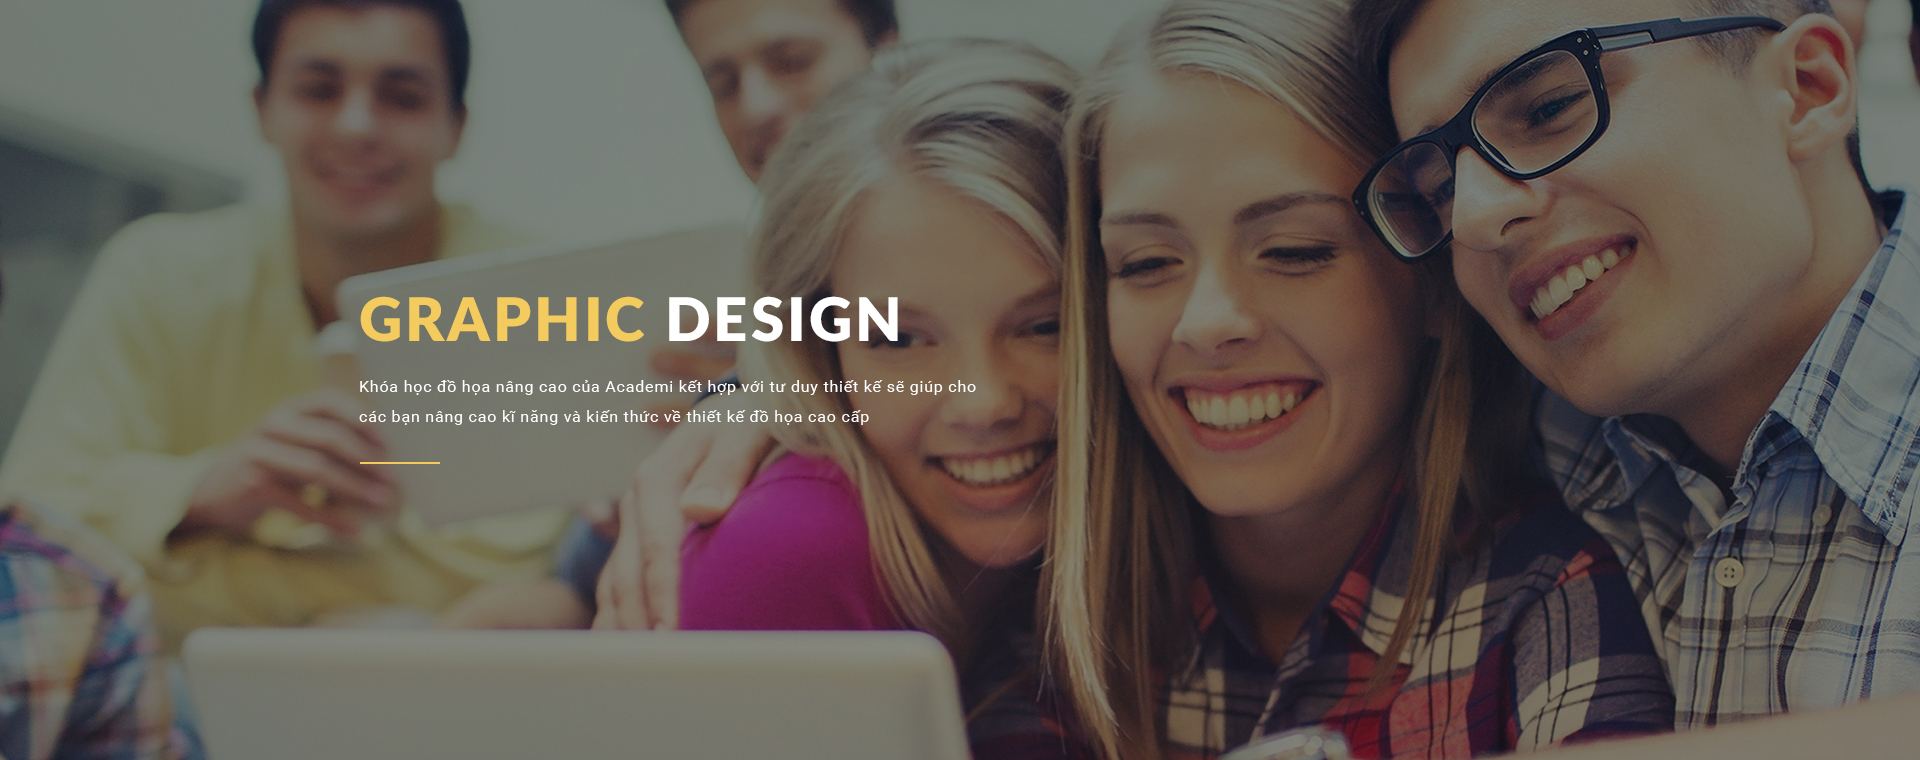 GRAPHIC DESIGN
Khóa học đồ họa nâng cao của Academi kết hợp với tư duy thiết kế sẽ giúp cho
các bạn nâng cao kĩ năng và kiến thức về thiết kế đồ họa cao cấp